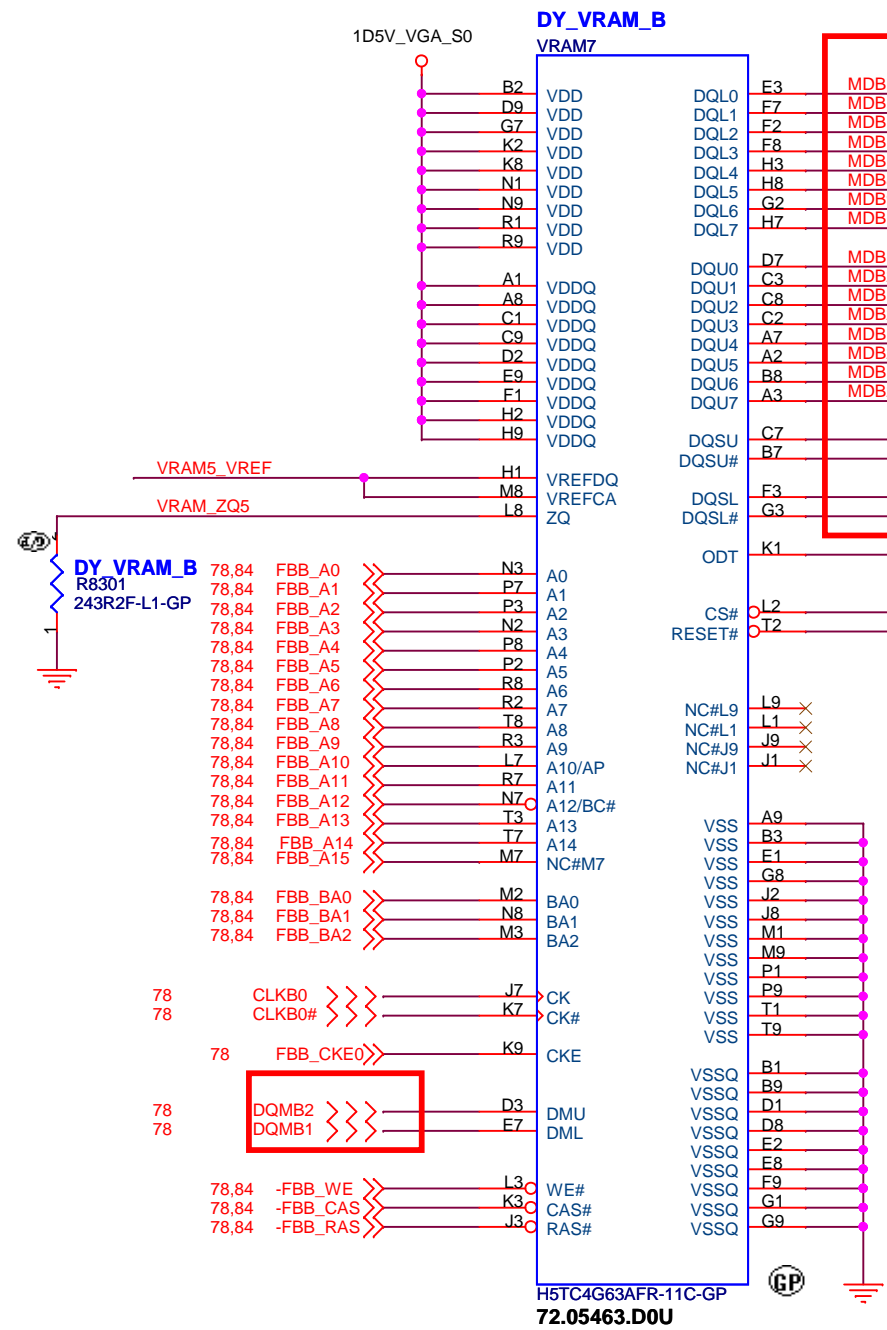 DY_VRAM_B
1D5V_VGA_S0
VRAM7
B2 VDD DQL0 E3 MDB
D9 VDD DQL1 F7 MDB
G7 VDD DQL2 F2 MDB
K2 VDD DQL3 F8 MDB
K8 VDD DQL4 H3 MDB
N1 VDD DQL5 H8 MDB
N9 VDD DQL6 G2 MDB
R1 VDD DQL7 H7 MDB
R9 VDD
DQU0 D7 MDB
A1 VDDQ DQU1 C3 MDB
A8 VDDQ DQU2 C8 MDB
C1 VDDQ DQU3 C2 MDB
C9 VDDQ DQU4 A7 MDB
D2 VDDQ DQU5 A2 MDB
E9 VDDQ DQU6 B8 MDB
F1 VDDQ DQU7 A3 MDB
H2 VDDQ
H9 VDDQ DQSU C7
DQSU# B7
VRAM5_VREF H1 VREFDQ
M8 VREFCA DQSL F3
VRAM_ZQ5 L8 ZQ DQSL# G3
ODT K1
DY_VRAM_B
R8301
243R2F-L1-GP
1
78,84 FBB_A0 N3 A0
78,84 FBB_A1 P7 A1
78,84 FBB_A2 P3 A2 CS# L2
78,84 FBB_A3 N2 A3 RESET# T2
78,84 FBB_A4 P8 A4
78,84 FBB_A5 P2 A5
78,84 FBB_A6 R8 A6
78,84 FBB_A7 R2 A7 NC#L9 L9
78,84 FBB_A8 T8 A8 NC#L1 L1
78,84 FBB_A9 R3 A9 NC#J9 J9
78,84 FBB_A10 L7 A10/AP NC#J1 J1
78,84 FBB_A11 R7 A11
78,84 FBB_A12 N7 A12/BC#
78,84 FBB_A13 T3 A13 VSS A9
78,84 FBB_A14 T7 A14 VSS B3
78,84 FBB_A15 M7 NC#M7 VSS E1
VSS G8
78,84 FBB_BA0 M2 BA0 VSS J2
78,84 FBB_BA1 N8 BA1 VSS J8
78,84 FBB_BA2 M3 BA2 VSS M1
VSS M9
VSS P1
78 CLKB0 J7 CK VSS P9
78 CLKB0# K7 CK# VSS T1
VSS T9
78 FBB_CKE0 K9 CKE
VSSQ B1
VSSQ B9
78 DQMB2 D3 DMU VSSQ D1
78 DQMB1 E7 DML VSSQ D8
VSSQ E2
VSSQ E8
78,84 -FBB_WE L3 WE# VSSQ F9
78,84 -FBB_CAS K3 CAS# VSSQ G1
78,84 -FBB_RAS J3 RAS# VSSQ G9
GP
H5TC4G63AFR-11C-GP
72.05463.D0U